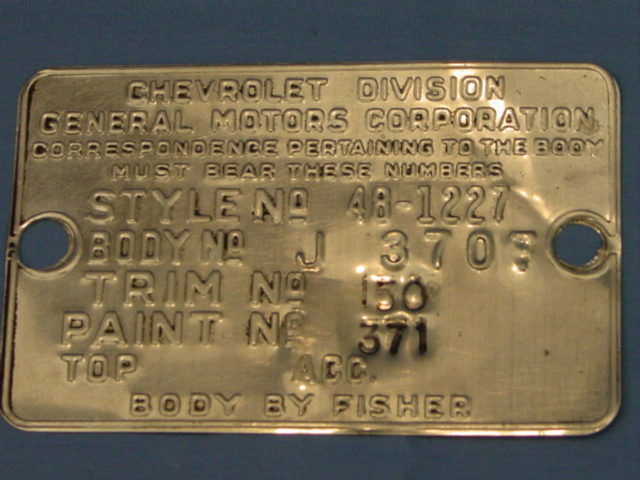 CHEVROLET DIVISION
GENERAL MOTORS CORPORATION
CORRESPONDENCE PERTAINING TO THE BODY
MUST BEAR THESE NUMBERS
STYLE Nº 48-1227
BODY Nº J
TRIM Nº 150
PAINT Nº 371
TOP ACC.
BODY BY FISHER